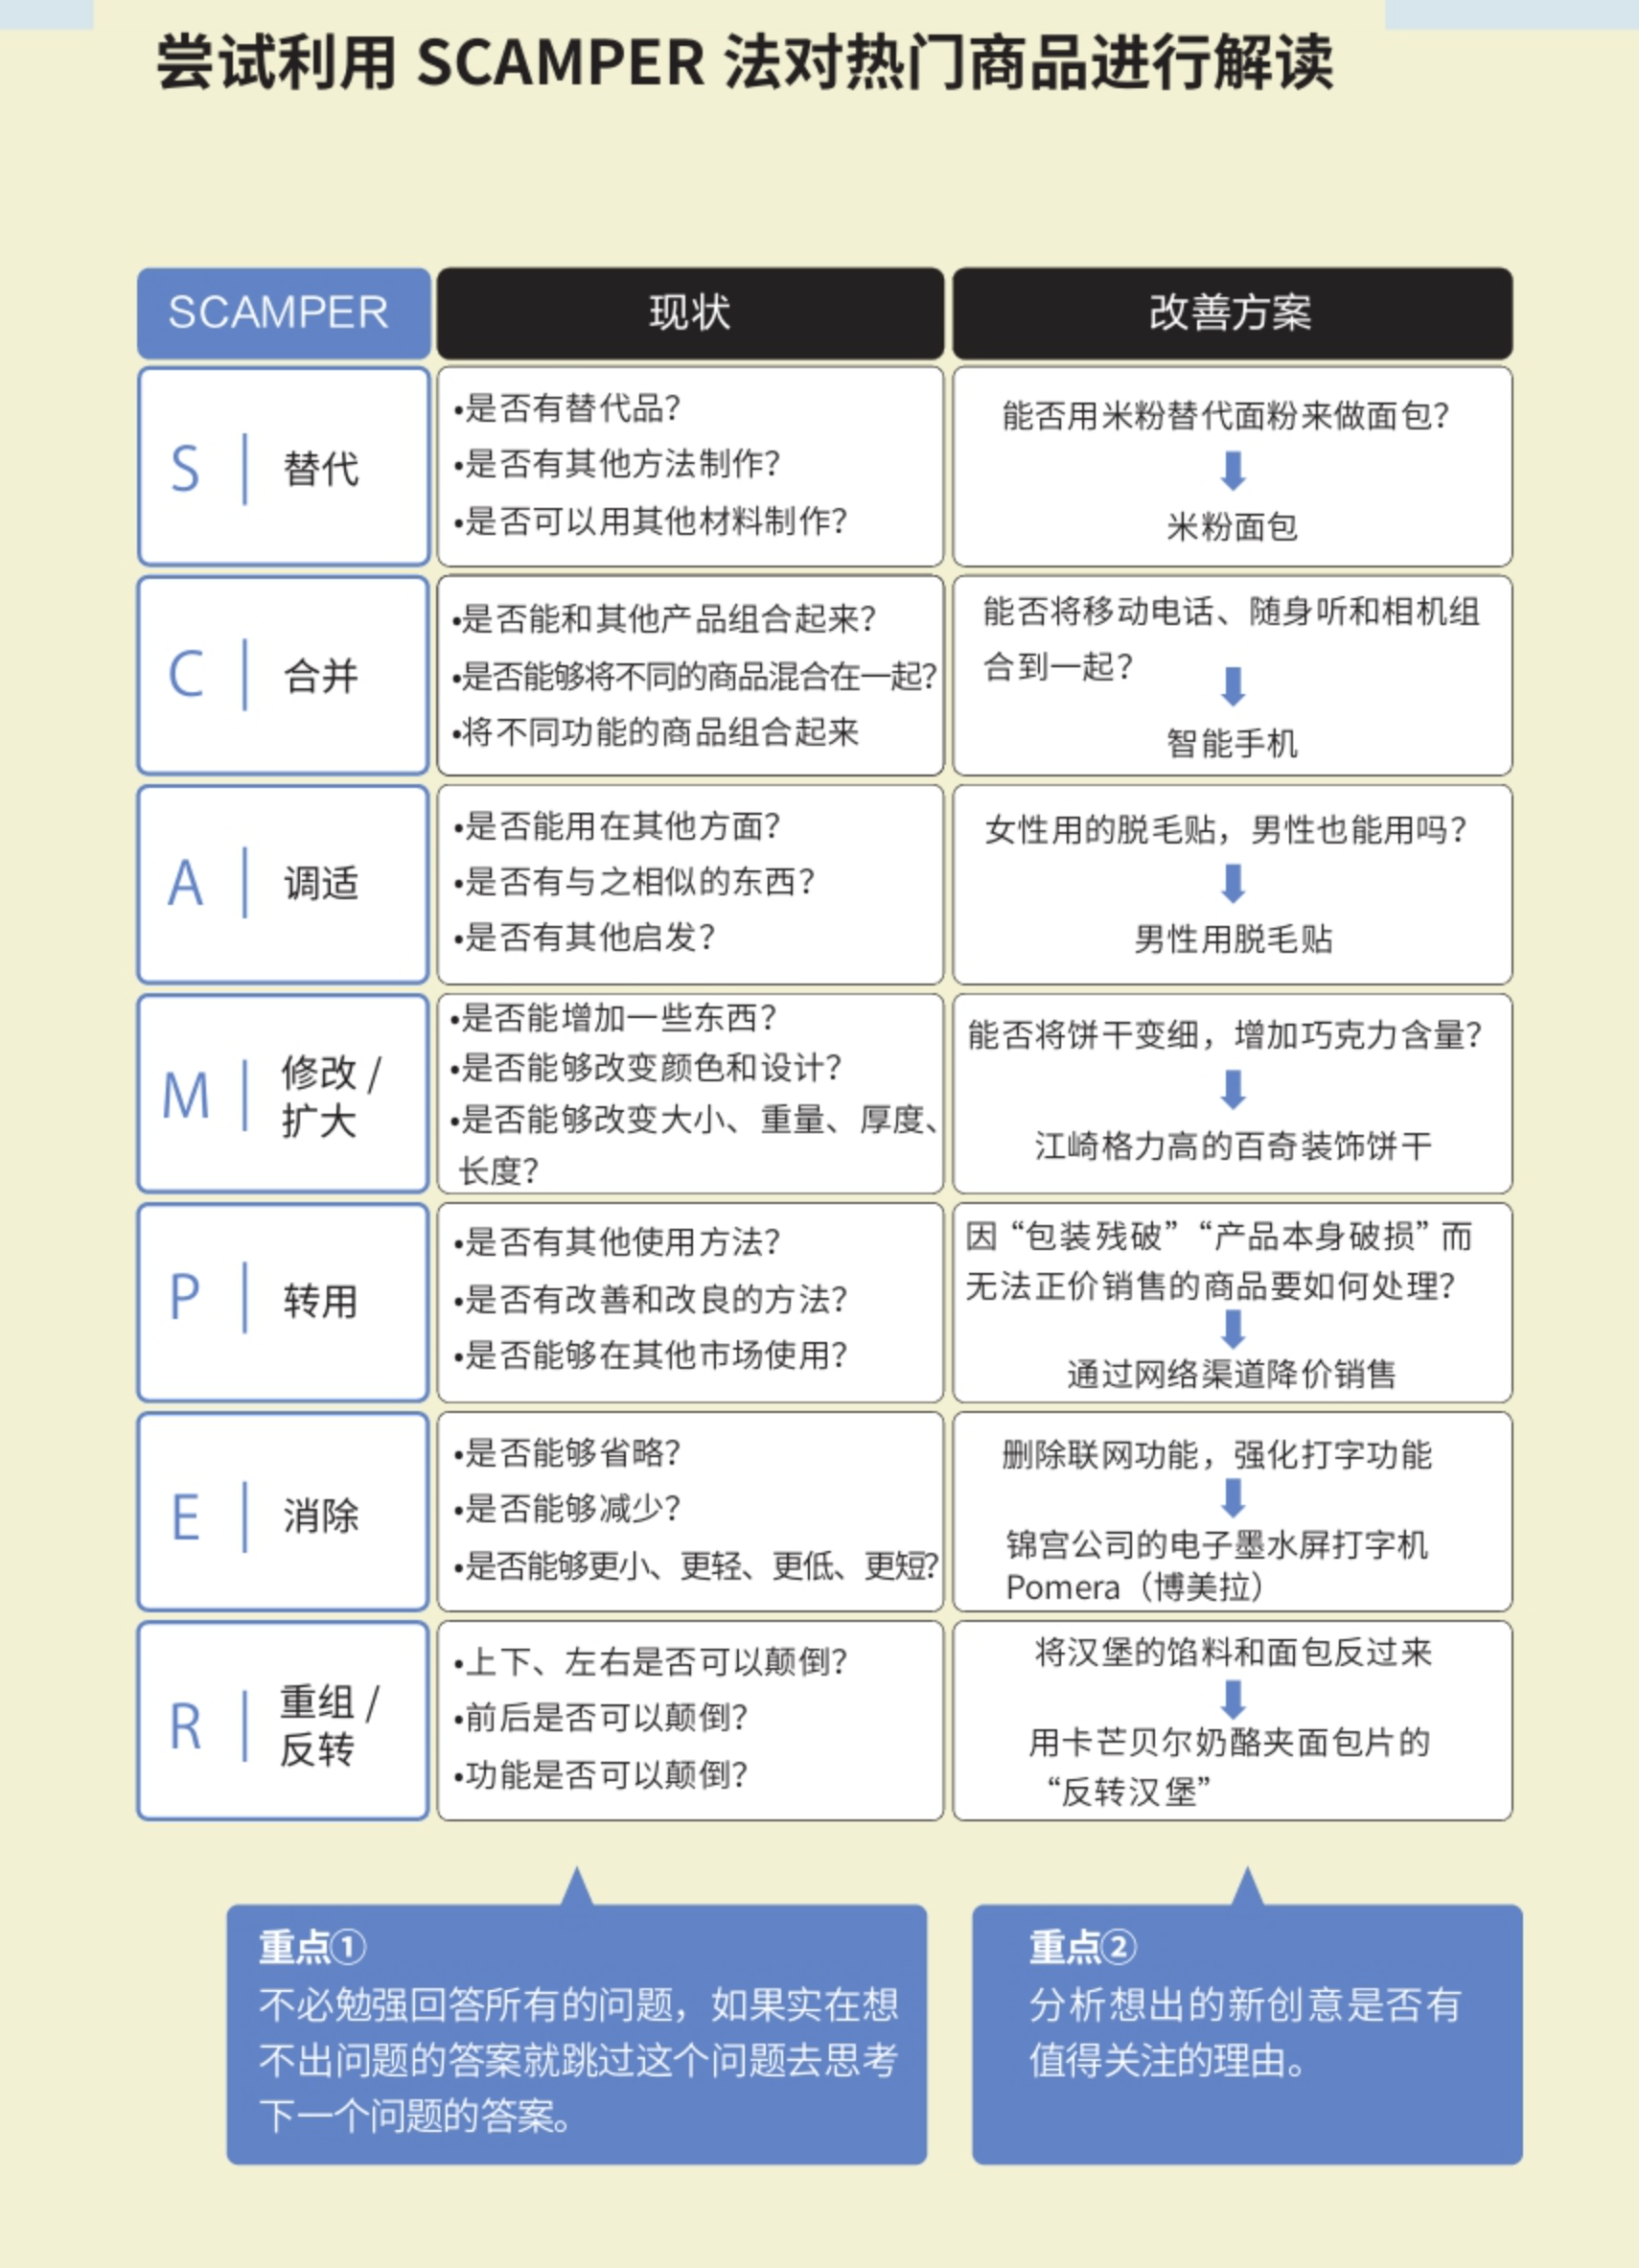 尝试利用 SCAMPER 法对热门商品进行解读
SCAMPER
现状
改善方案
S
替代
•是否有替代品？
•是否有其他方法制作？
•是否可以用其他材料制作？
能否用米粉替代面粉来做面包？
米粉面包
C
合并
•是否能和其他产品组合起来？
•是否能够将不同的商品混合在一起？
•将不同功能的商品组合起来
能否将移动电话、随身听和相机组
合到一起？
智能手机
A
调适
•是否能用在其他方面？
•是否有与之相似的东西？
•是否有其他启发？
女性用的脱毛贴，男性也能用吗？
男性用脱毛贴
M
修改 /
扩大
•是否能增加一些东西？
•是否能够改变颜色和设计？
•是否能够改变大小、重量、厚度、
长度？
能否将饼干变细，增加巧克力含量？
江崎格力高的百奇装饰饼干
P
转用
•是否有其他使用方法？
•是否有改善和改良的方法？
•是否能够在其他市场使用？
因“包装残破”“产品本身破损”而
无法正价销售的商品要如何处理？
通过网络渠道降价销售
E
消除
•是否能够省略？
•是否能够减少？
•是否能够更小、更轻、更低、更短？
删除联网功能，强化打字功能
锦宫公司的电子墨水屏打字机
Pomera（博美拉）
R
重组 /
反转
•上下、左右是否可以颠倒？
•前后是否可以颠倒？
•功能是否可以颠倒？
将汉堡的馅料和面包反过来
用卡芒贝尔奶酪夹面包片的
“反转汉堡”
重点①
不必勉强回答所有的问题，如果实在想
不出问题的答案就跳过这个问题去思考
下一个问题的答案。
重点②
分析想出的新创意是否有
值得关注的理由。